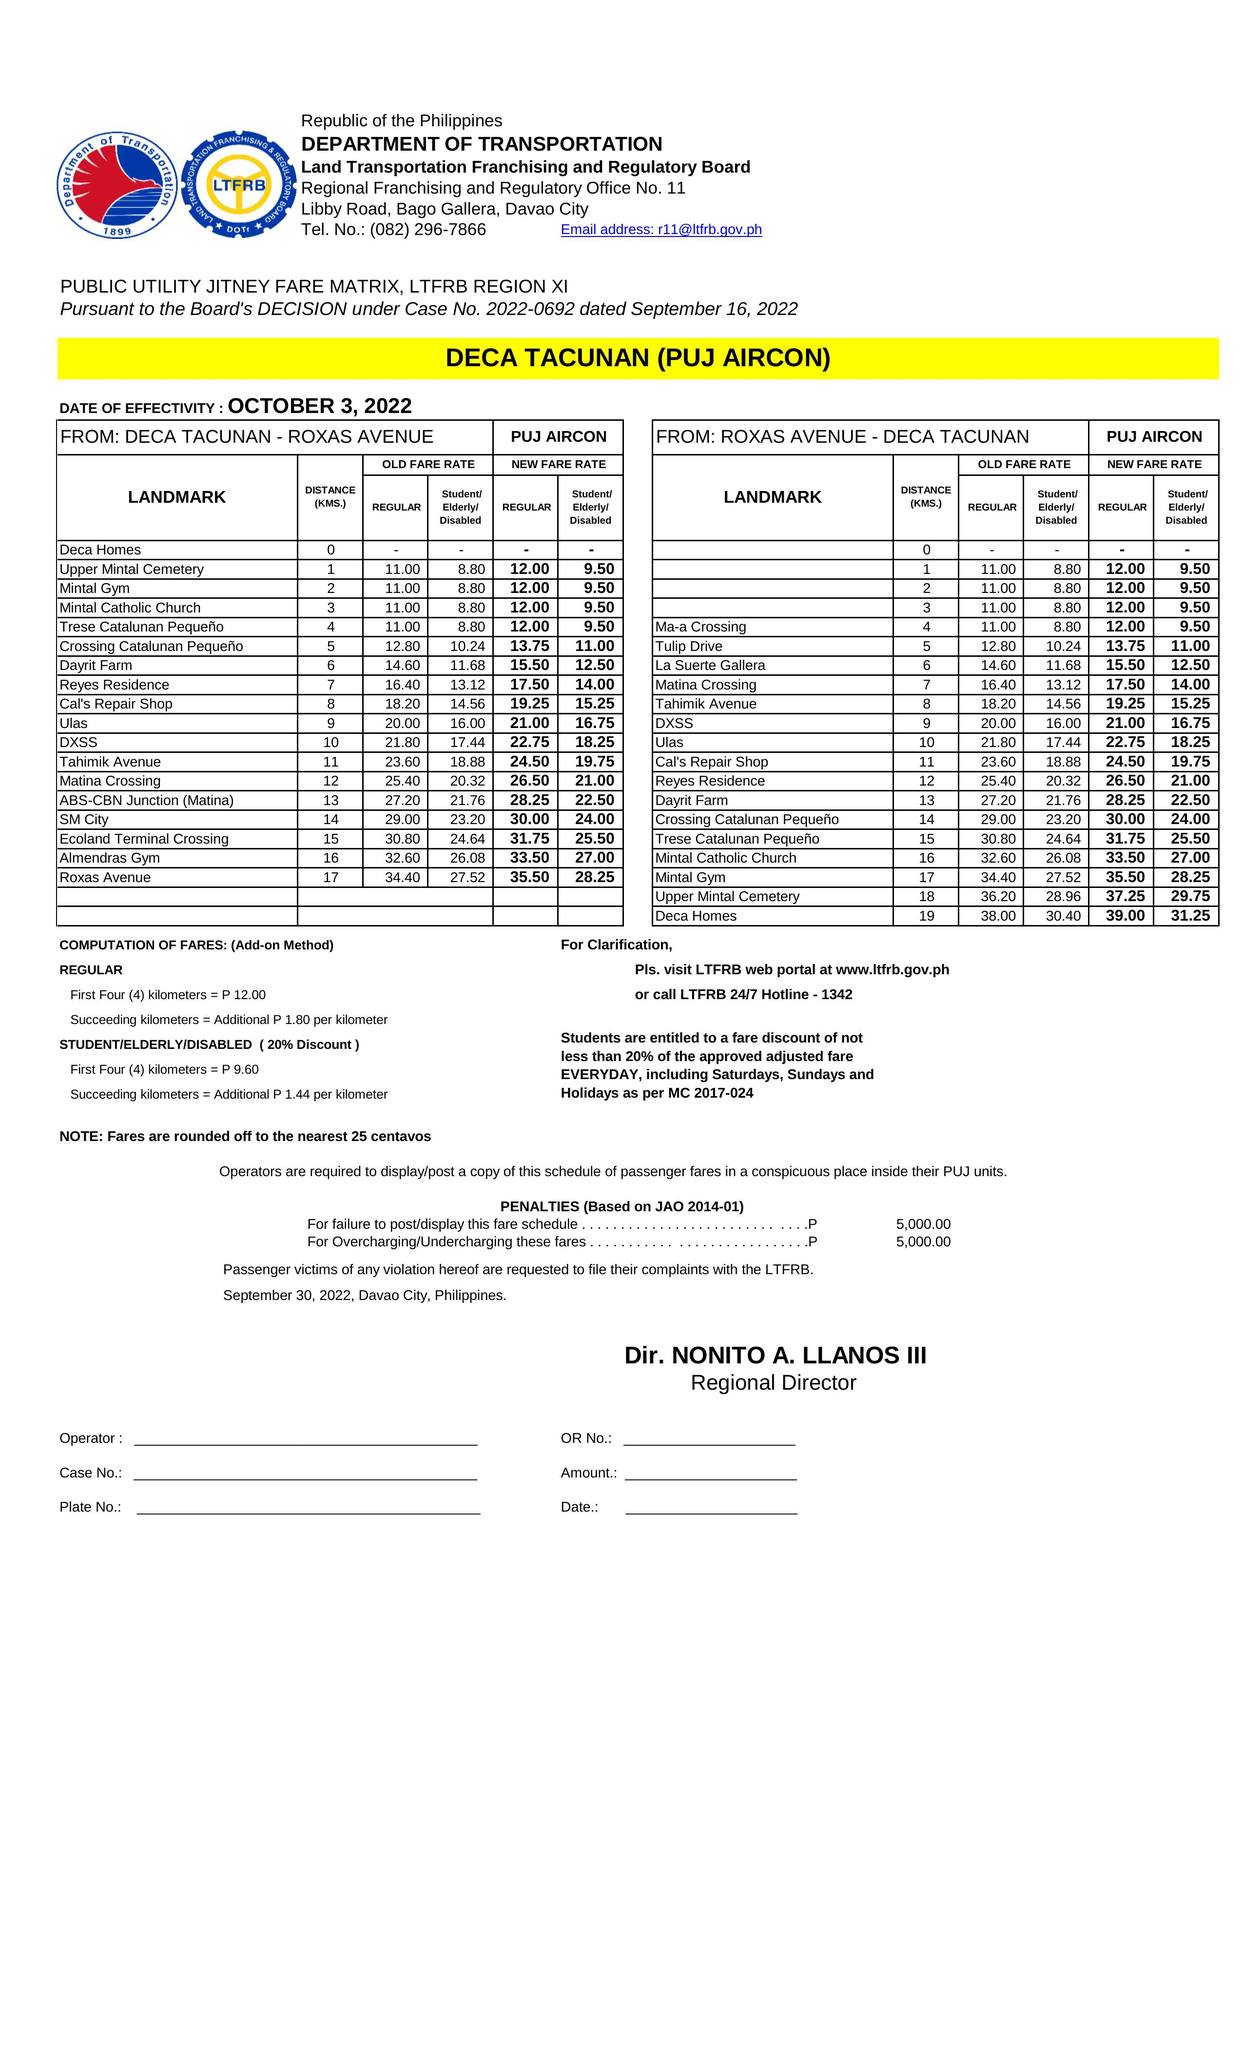 Republic of the Philippines
DEPARTMENT OF TRANSPORTATION
Land Transportation Franchising and Regulatory Board
Regional Franchising and Regulatory Office No. 11
Libby Road, Bago Gallera, Davao City
Tel. No.: (082) 296-7866 Email address: r11@ltfrb.gov.ph
Department of Transportation
1899
LAND TRANSPORTATION FRANCHISING & REGULATORY BOARD
LTFRB
DOTr
PUBLIC UTILITY JITNEY FARE MATRIX, LTFRB REGION XI
Pursuant to the Board's DECISION under Case No. 2022-0692 dated September 16, 2022
DECA TACUNAN (PUJ AIRCON)
DATE OF EFFECTIVITY : OCTOBER 3, 2022
FROM: DECA TACUNAN - ROXAS AVENUE PUJ AIRCON
LANDMARK DISTANCE (KMS.) OLD FARE RATE NEW FARE RATE
REGULAR Student/ Elderly/ Disabled REGULAR Student/ Elderly/ Disabled
Deca Homes 0 - - - -
Upper Mintal Cemetery 1 11.00 8.80 12.00 9.50
Mintal Gym 2 11.00 8.80 12.00 9.50
Mintal Catholic Church 3 11.00 8.80 12.00 9.50
Trese Catalunan Pequeño 4 11.00 8.80 12.00 9.50
Crossing Catalunan Pequeño 5 12.80 10.24 13.75 11.00
Dayrit Farm 6 14.60 11.68 15.50 12.50
Reyes Residence 7 16.40 13.12 17.50 14.00
Cal's Repair Shop 8 18.20 14.56 19.25 15.25
Ulas 9 20.00 16.00 21.00 16.75
DXSS 10 21.80 17.44 22.75 18.25
Tahimik Avenue 11 23.60 18.88 24.50 19.75
Matina Crossing 12 25.40 20.32 26.50 21.00
ABS-CBN Junction (Matina) 13 27.20 21.76 28.25 22.50
SM City 14 29.00 23.20 30.00 24.00
Ecoland Terminal Crossing 15 30.80 24.64 31.75 25.50
Almendras Gym 16 32.60 26.08 33.50 27.00
Roxas Avenue 17 34.40 27.52 35.50 28.25
FROM: ROXAS AVENUE - DECA TACUNAN PUJ AIRCON
LANDMARK DISTANCE (KMS.) OLD FARE RATE NEW FARE RATE
REGULAR Student/ Elderly/ Disabled REGULAR Student/ Elderly/ Disabled
0 - - - -
1 11.00 8.80 12.00 9.50
2 11.00 8.80 12.00 9.50
3 11.00 8.80 12.00 9.50
Ma-a Crossing 4 11.00 8.80 12.00 9.50
Tulip Drive 5 12.80 10.24 13.75 11.00
La Suerte Gallera 6 14.60 11.68 15.50 12.50
Matina Crossing 7 16.40 13.12 17.50 14.00
Tahimik Avenue 8 18.20 14.56 19.25 15.25
DXSS 9 20.00 16.00 21.00 16.75
Ulas 10 21.80 17.44 22.75 18.25
Cal's Repair Shop 11 23.60 18.88 24.50 19.75
Reyes Residence 12 25.40 20.32 26.50 21.00
Dayrit Farm 13 27.20 21.76 28.25 22.50
Crossing Catalunan Pequeño 14 29.00 23.20 30.00 24.00
Trese Catalunan Pequeño 15 30.80 24.64 31.75 25.50
Mintal Catholic Church 16 32.60 26.08 33.50 27.00
Mintal Gym 17 34.40 27.52 35.50 28.25
Upper Mintal Cemetery 18 36.20 28.96 37.25 29.75
Deca Homes 19 38.00 30.40 39.00 31.25
COMPUTATION OF FARES: (Add-on Method)
REGULAR
First Four (4) kilometers = P 12.00
Succeeding kilometers = Additional P 1.80 per kilometer
STUDENT/ELDERLY/DISABLED ( 20% Discount )
First Four (4) kilometers = P 9.60
Succeeding kilometers = Additional P 1.44 per kilometer
For Clarification,
Pls. visit LTFRB web portal at www.ltfrb.gov.ph
or call LTFRB 24/7 Hotline - 1342
Students are entitled to a fare discount of not
less than 20% of the approved adjusted fare
EVERYDAY, including Saturdays, Sundays and
Holidays as per MC 2017-024
NOTE: Fares are rounded off to the nearest 25 centavos
Operators are required to display/post a copy of this schedule of passenger fares in a conspicuous place inside their PUJ units.
PENALTIES (Based on JAO 2014-01)
For failure to post/display this fare schedule . . . . . . . . . . . . . . . . . . . . . . . . . . . . .P 5,000.00
For Overcharging/Undercharging these fares . . . . . . . . . . . . . . . . . . . . . . . . . . . .P 5,000.00
Passenger victims of any violation hereof are requested to file their complaints with the LTFRB.
September 30, 2022, Davao City, Philippines.
Dir. NONITO A. LLANOS III
Regional Director
Operator : OR No.:
Case No.: Amount.:
Plate No.: Date.: